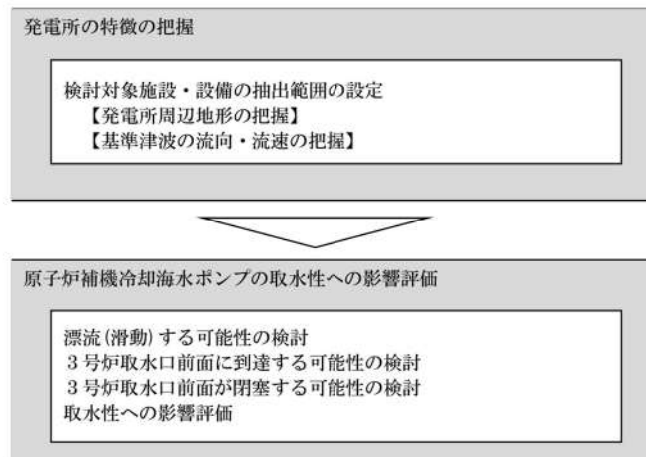 発電所の特徴の把握
検討対象施設・設備の抽出範囲の設定
【発電所周辺地形の把握】
【基準津波の流向・流速の把握】
原子炉補機冷却海水ポンプの取水性への影響評価
漂流(滑動)する可能性の検討
3号炉取水口前面に到達する可能性の検討
3号炉取水口前面が閉塞する可能性の検討
取水性への影響評価